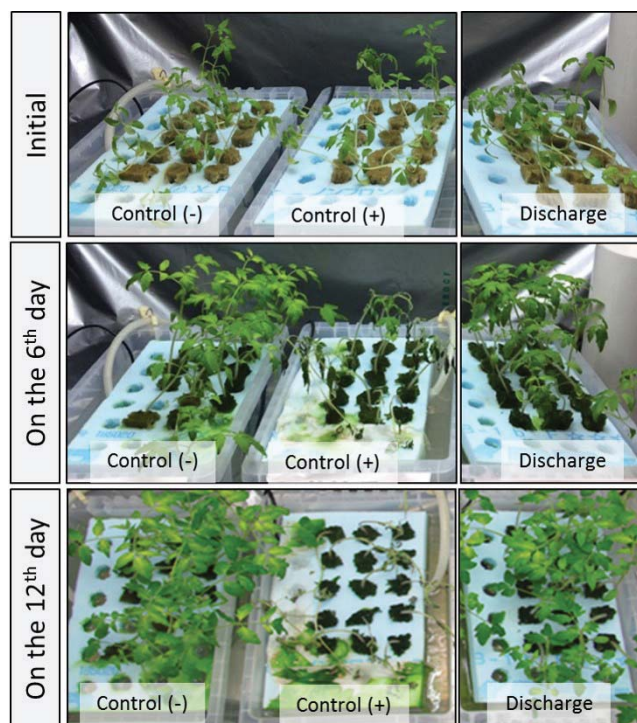 Initial
Control (-)
Control (+)
Discharge
On the 6th day
Control (-)
Control (+)
Discharge
On the 12th day
Control (-)
Control (+)
Discharge